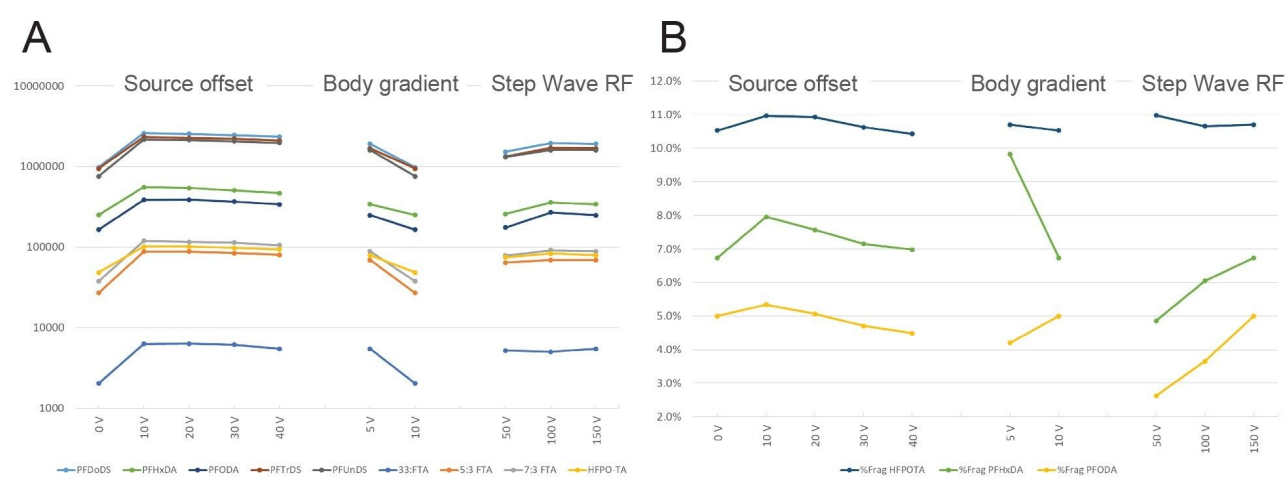 A
Source offset Body gradient Step Wave RF
10000000
1000000
100000
10000
1000
0 V 10 V 20 V 30 V 40 V 5 V 10 V 50 V 100 V 150 V
PFDoDS PFHxDA PFODA PFTrDS PFUnDS 33:FTA 5:3 FTA 7:3 FTA HFPO-TA
B
Source offset Body gradient Step Wave RF
12.0%
11.0%
10.0%
9.0%
8.0%
7.0%
6.0%
5.0%
4.0%
3.0%
2.0%
0 V 10 V 20 V 30 V 40 V 5 V 10 V 50 V 100 V 150 V
%Frag HFPOTA %Frag PFHxDA %Frag PFODA